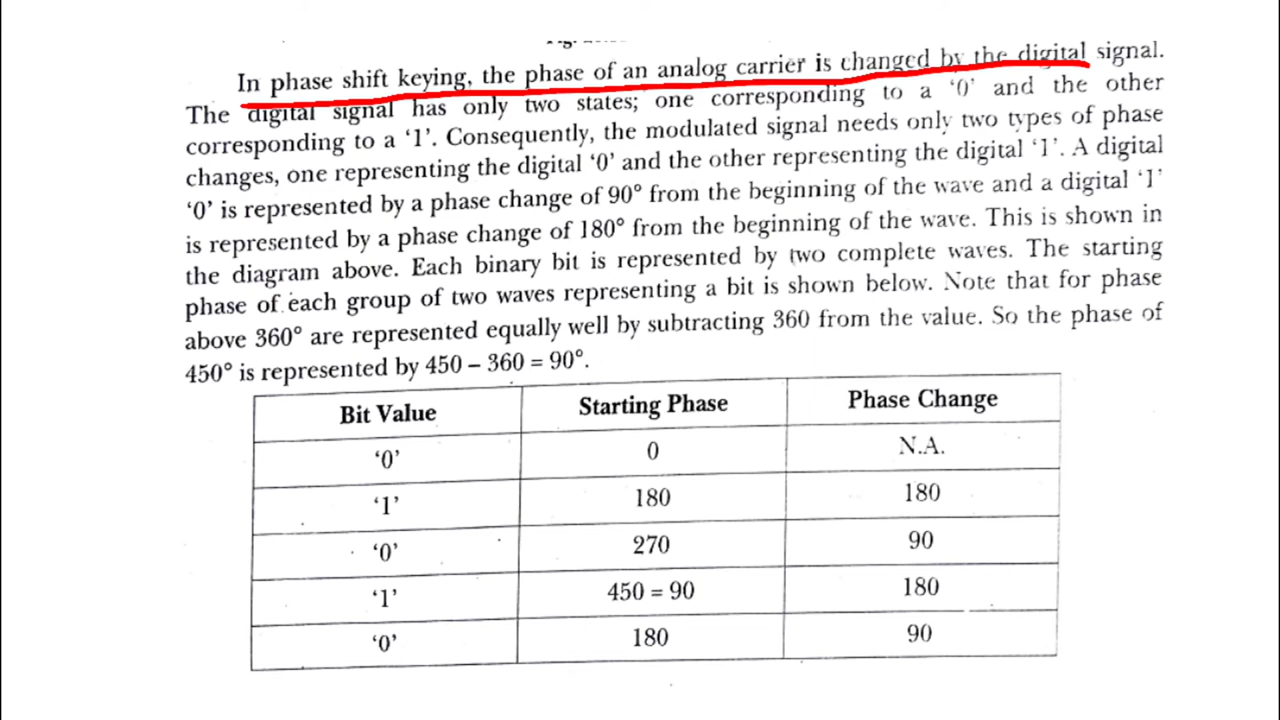 In phase shift keying, the phase of an analog carrier is changed by the digital signal.
The digital signal has only two states; one corresponding to a ‘0’ and the other
corresponding to a ‘1’. Consequently, the modulated signal needs only two types of phase
changes, one representing the digital ‘0’ and the other representing the digital ‘1’. A digital
‘0’ is represented by a phase change of 90° from the beginning of the wave and a digital ‘1’
is represented by a phase change of 180° from the beginning of the wave. This is shown in
the diagram above. Each binary bit is represented by two complete waves. The starting
phase of each group of two waves representing a bit is shown below. Note that for phase
above 360° are represented equally well by subtracting 360 from the value. So the phase of
450° is represented by 450 – 360 = 90°.
Bit Value Starting Phase Phase Change
‘0’ 0 N.A.
‘1’ 180 180
‘0’ 270 90
‘1’ 450 = 90 180
‘0’ 180 90